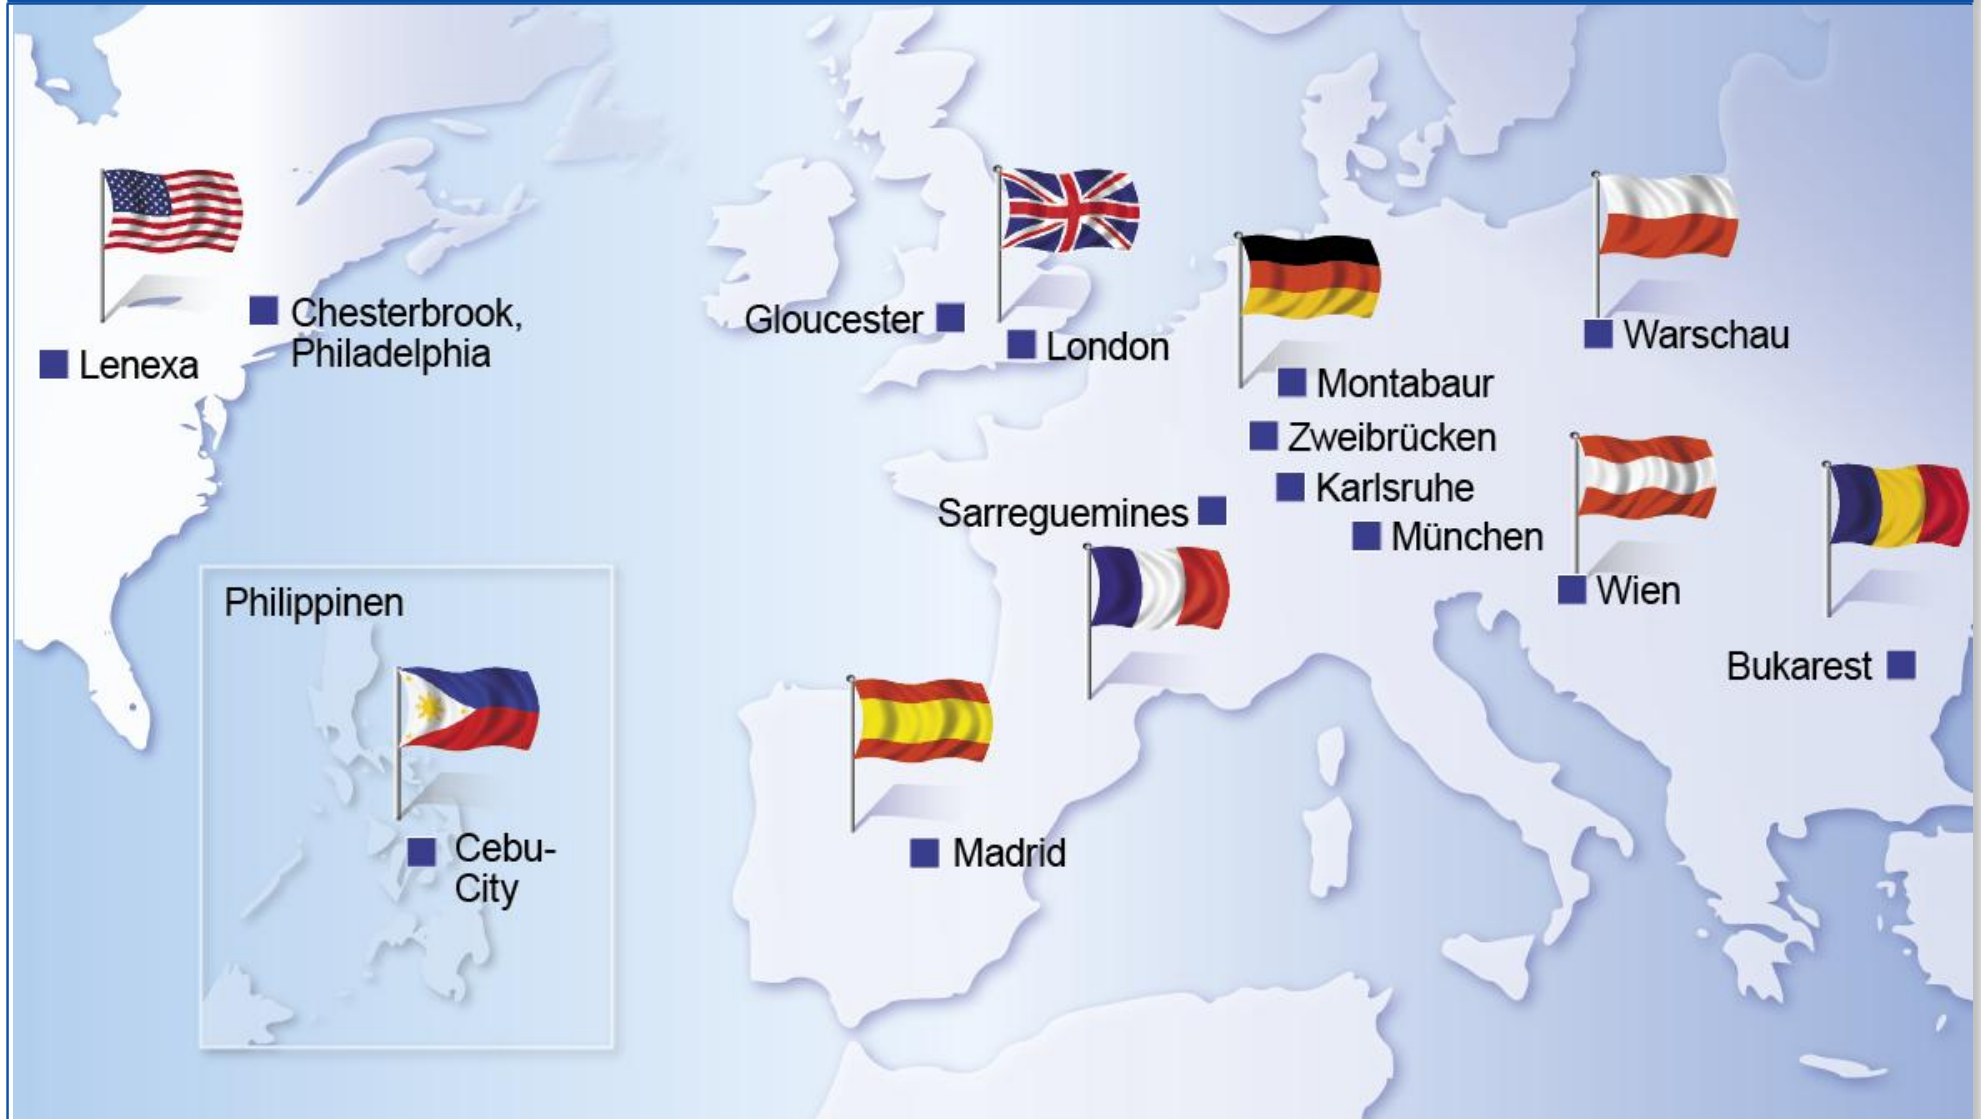 Chesterbrook,
Philadelphia
Lenexa
Gloucester
London
Warschau
Montabaur
Zweibrücken
Karlsruhe
Sarreguemines
München
Wien
Bukarest
Philippinen
Cebu-
City
Madrid